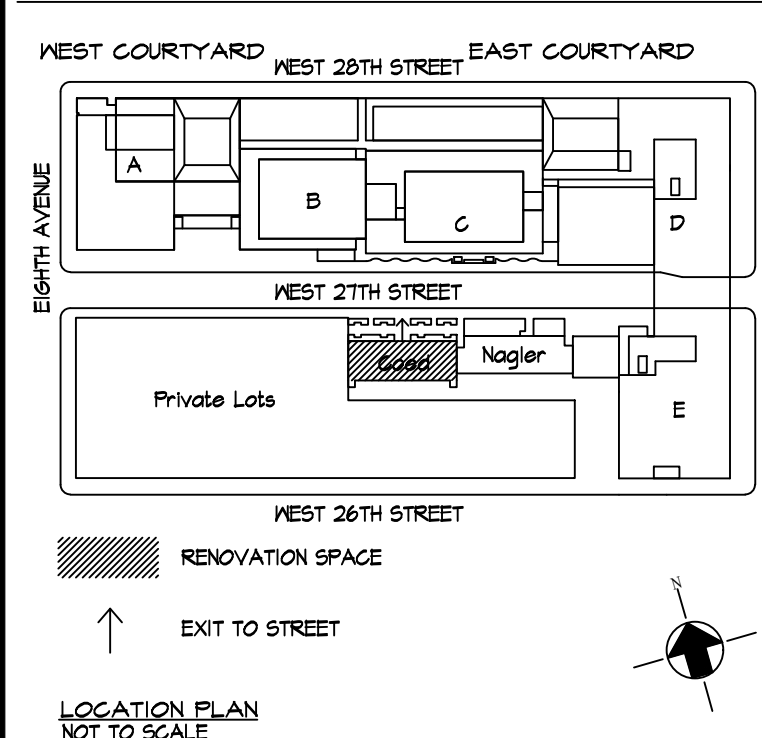 WEST COURTYARD
EAST COURTYARD
WEST 28TH STREET
EIGHTH AVENUE
A
B
C
D
WEST 27TH STREET
Coed
Nagler
Private Lots
E
WEST 26TH STREET
RENOVATION SPACE
N
EXIT TO STREET
LOCATION PLAN
NOT TO SCALE